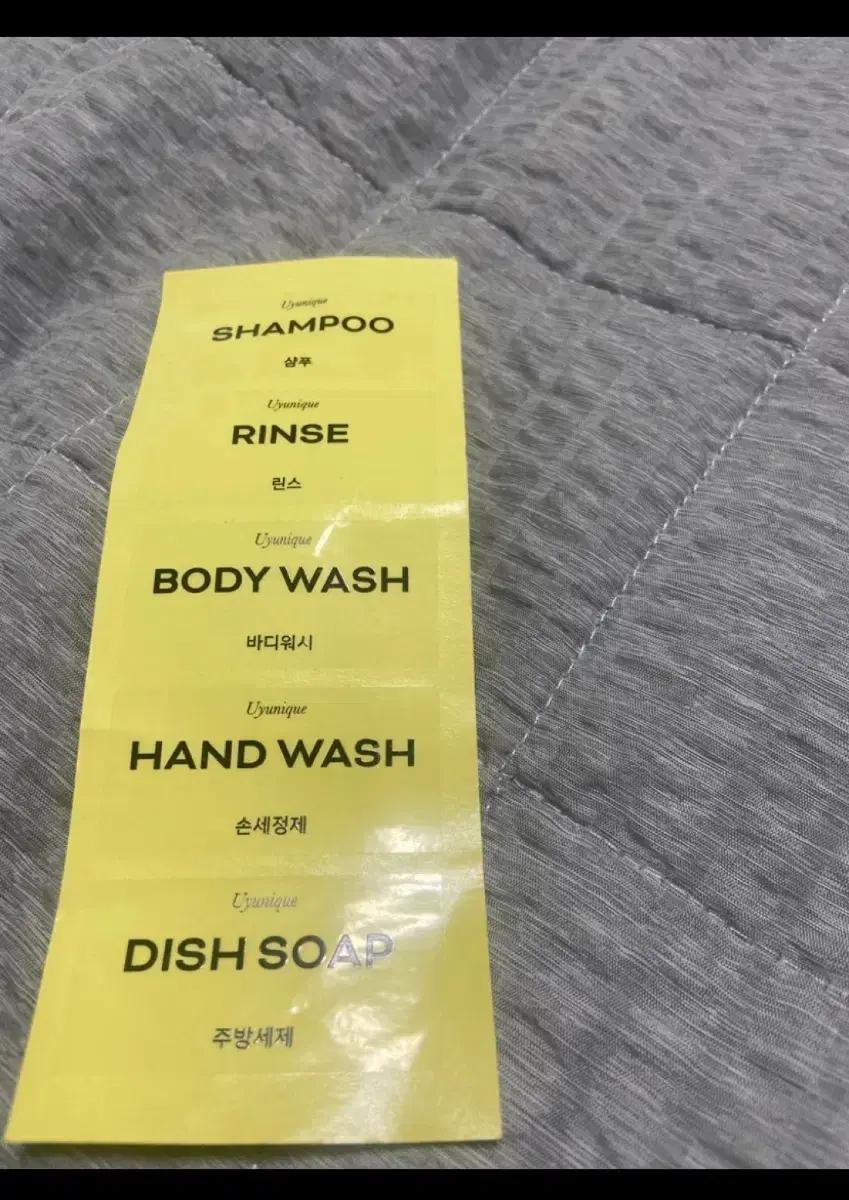 Uyunique
SHAMPOO
샴푸
Uyunique
RINSE
린스
Uyunique
BODY WASH
바디워시
Uyunique
HAND WASH
손세정제
Uyunique
DISH SOAP
주방세제